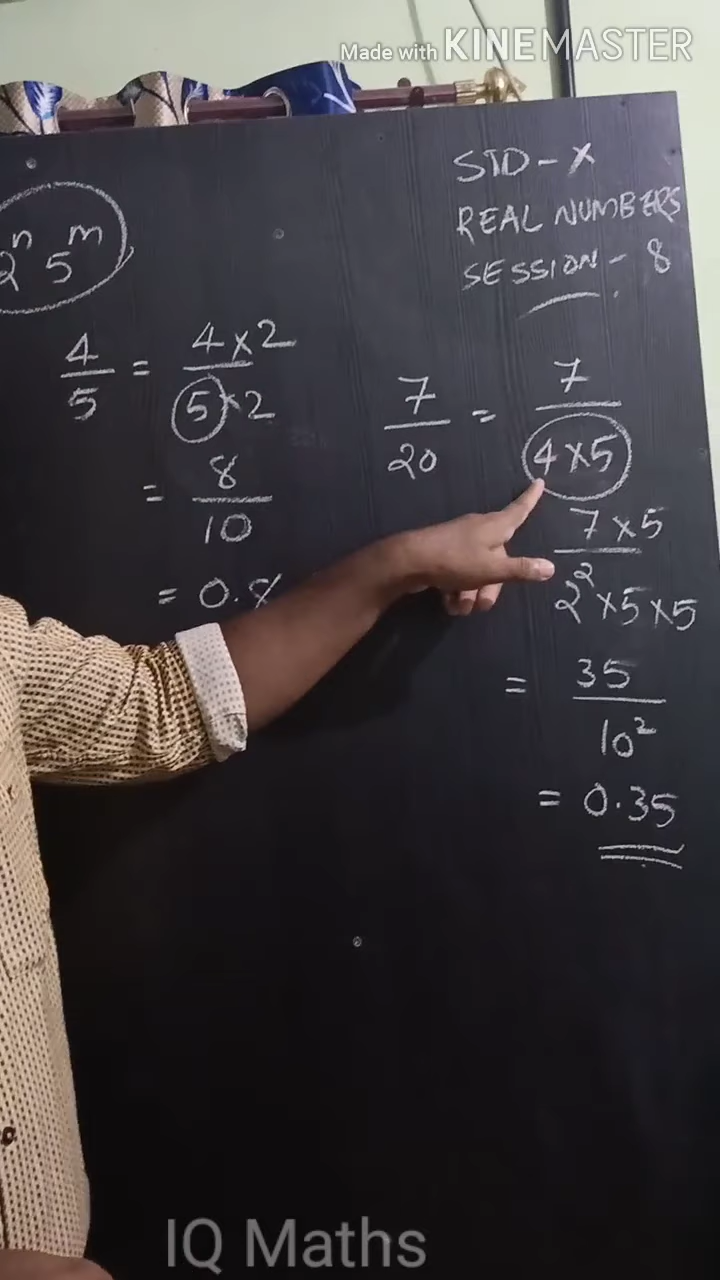 Made with KINEMASTER
STD - X
REAL NUMBERS
SESSION - 8
2ⁿ 5ᵐ
4/5 = 4×2/5×2
= 8/10
= 0.8
7/20 = 7/4×5
7×5/2²×5×5
= 35/10²
= 0.35
IQ Maths